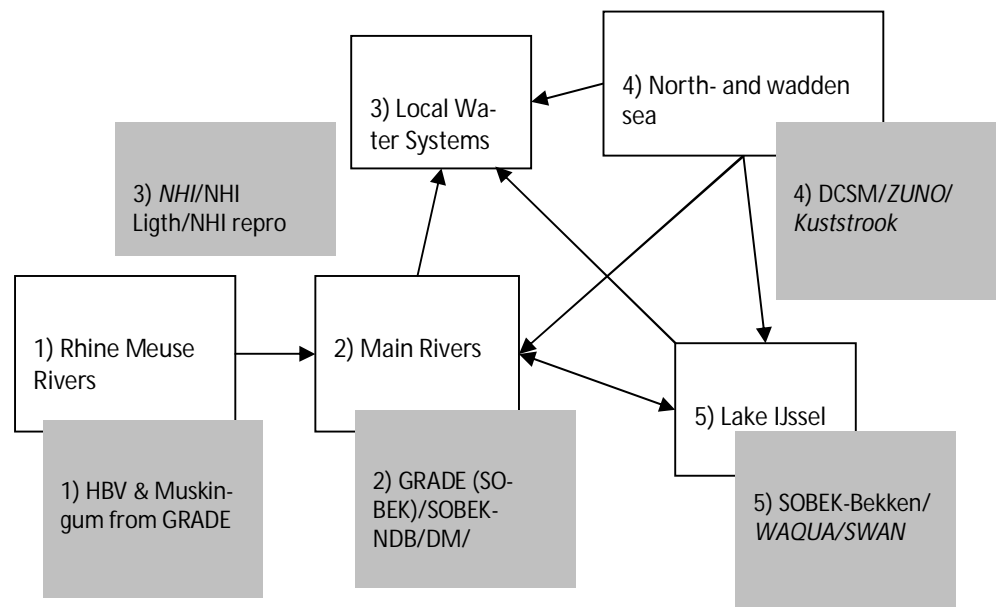 3) Local Wa-
ter Systems
4) North- and wadden
sea
3) NHI/NHI
Ligth/NHI repro
4) DCSM/ZUNO/
Kuststrook
1) Rhine Meuse
Rivers
2) Main Rivers
5) Lake IJssel
1) HBV & Muskin-
gum from GRADE
2) GRADE (SO-
BEK)/SOBEK-
NDB/DM/
5) SOBEK-Bekken/
WAQUA/SWAN